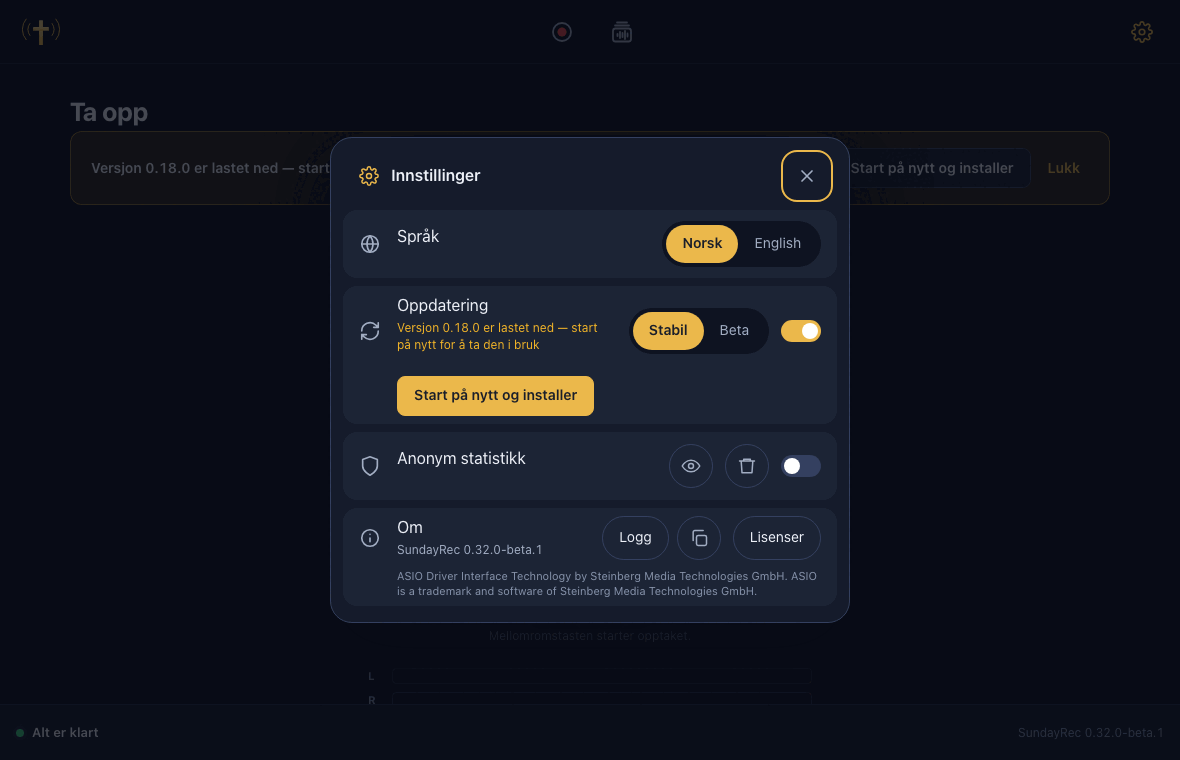 Ta opp
Versjon 0.18.0 er lastet ned — start
Start på nytt og installer
Lukk
Innstillinger
Språk
Norsk
English
Oppdatering
Versjon 0.18.0 er lastet ned — start
på nytt for å ta den i bruk
Stabil
Beta
Start på nytt og installer
Anonym statistikk
Om
SundayRec 0.32.0-beta.1
Logg
Lisenser
ASIO Driver Interface Technology by Steinberg Media Technologies GmbH. ASIO
is a trademark and software of Steinberg Media Technologies GmbH.
Mellomromstasten starter opptaket.
L
R
Alt er klart
SundayRec 0.32.0-beta.1